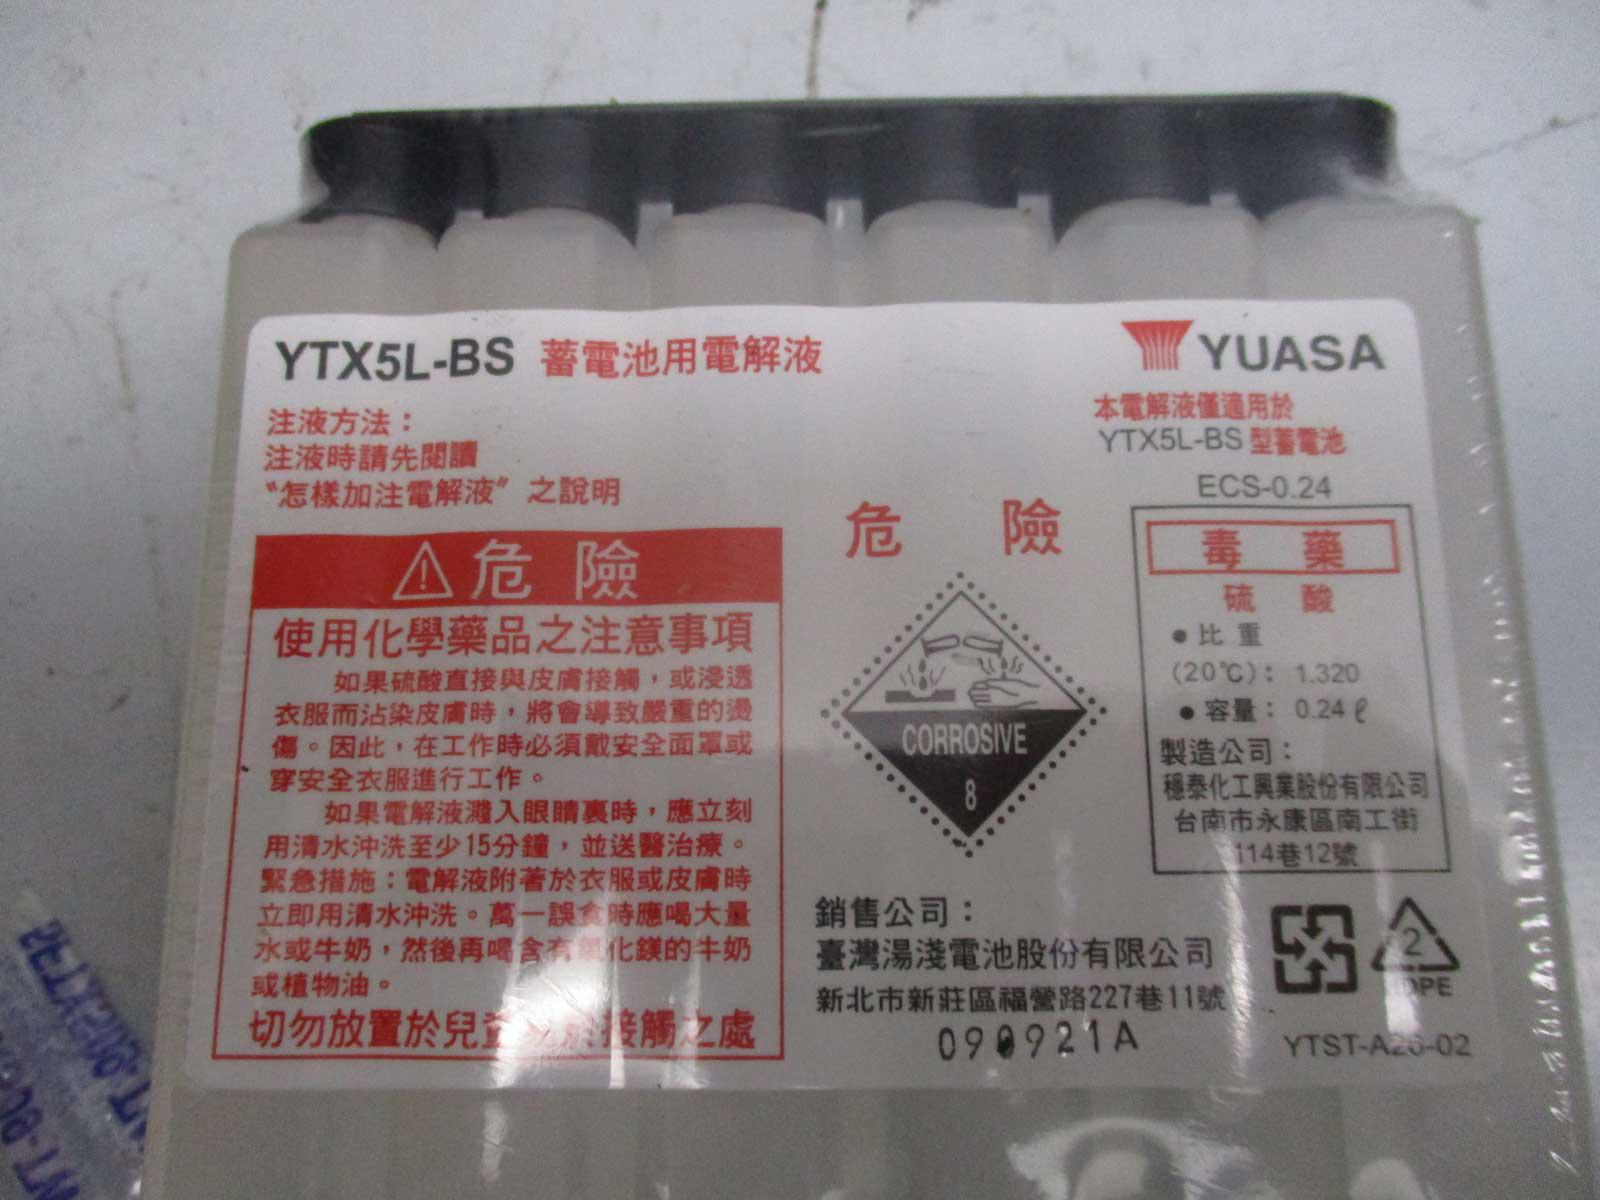 YTX5L-BS 蓄電池用電解液
YUASA
注液方法：
注液時請先閱讀
“怎樣加注電解液” 之說明
本電解液僅適用於
YTX5L-BS 型蓄電池
ECS-0.24
危險
使用化學藥品之注意事項
如果硫酸直接與皮膚接觸，或浸透
衣服而沾染皮膚時，將會導致嚴重的燙
傷。因此，在工作時必須戴安全面罩或
穿安全衣服進行工作。
如果電解液濺入眼睛裏時，應立刻
用清水沖洗至少15分鐘，並送醫治療。
緊急措施：電解液附著於衣服或皮膚時
立即用清水沖洗。萬一誤食時應喝大量
水或牛奶，然後再喝含有氧化鎂的牛奶
或植物油。
切勿放置於兒 接觸之處
危 險
CORROSIVE
8
毒 藥
硫 酸
● 比 重
(20℃)： 1.320
● 容量： 0.24ℓ
製造公司：
穩泰化工興業股份有限公司
台南市永康區南工街
114巷12號
銷售公司：
臺灣湯淺電池股份有限公司
新北市新莊區福營路227巷11號
090921A
2
YTST-A26-02